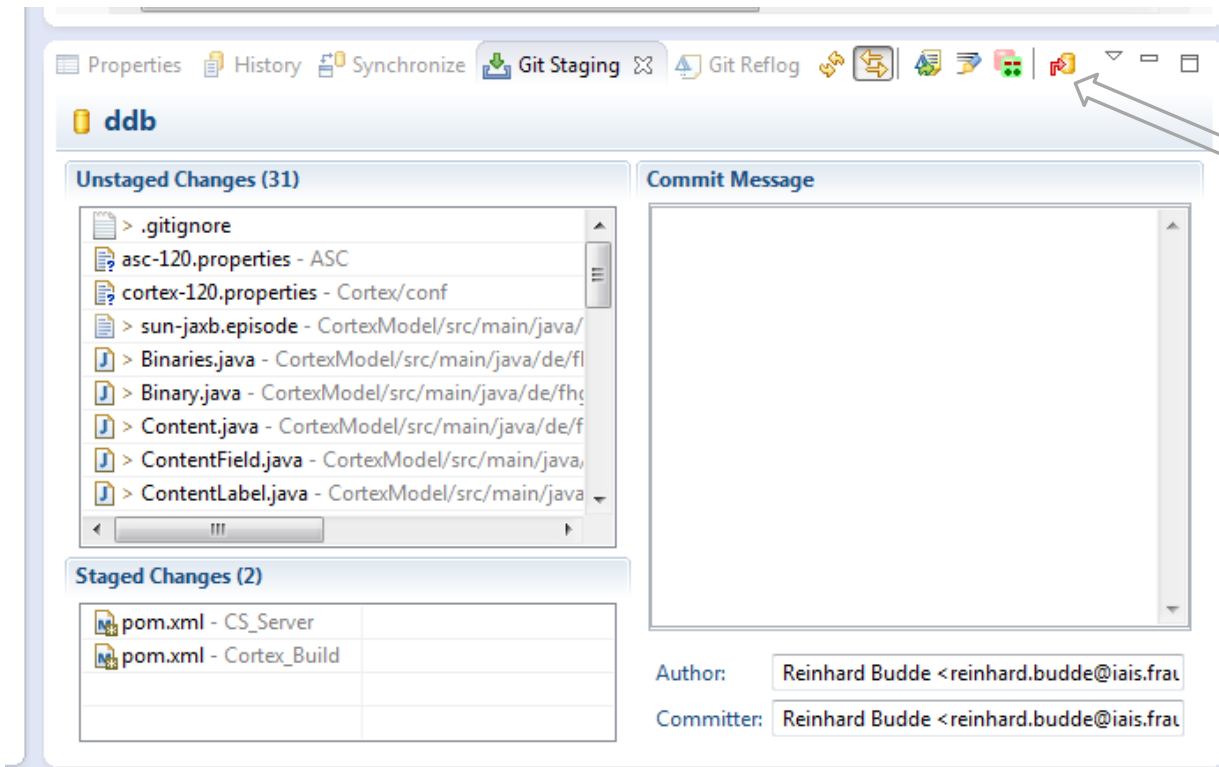 Properties History Synchronize Git Staging Git Reflog
ddb
Unstaged Changes (31)
> .gitignore
asc-120.properties - ASC
cortex-120.properties - Cortex/conf
> sun-jaxb.episode - CortexModel/src/main/java/
> Binaries.java - CortexModel/src/main/java/de/fl
> Binary.java - CortexModel/src/main/java/de/fhg
> Content.java - CortexModel/src/main/java/de/f
> ContentField.java - CortexModel/src/main/java/
> ContentLabel.java - CortexModel/src/main/java
Staged Changes (2)
pom.xml - CS_Server
pom.xml - Cortex_Build
Commit Message
Author: Reinhard Budde <reinhard.budde@iais.frau
Committer: Reinhard Budde <reinhard.budde@iais.frau